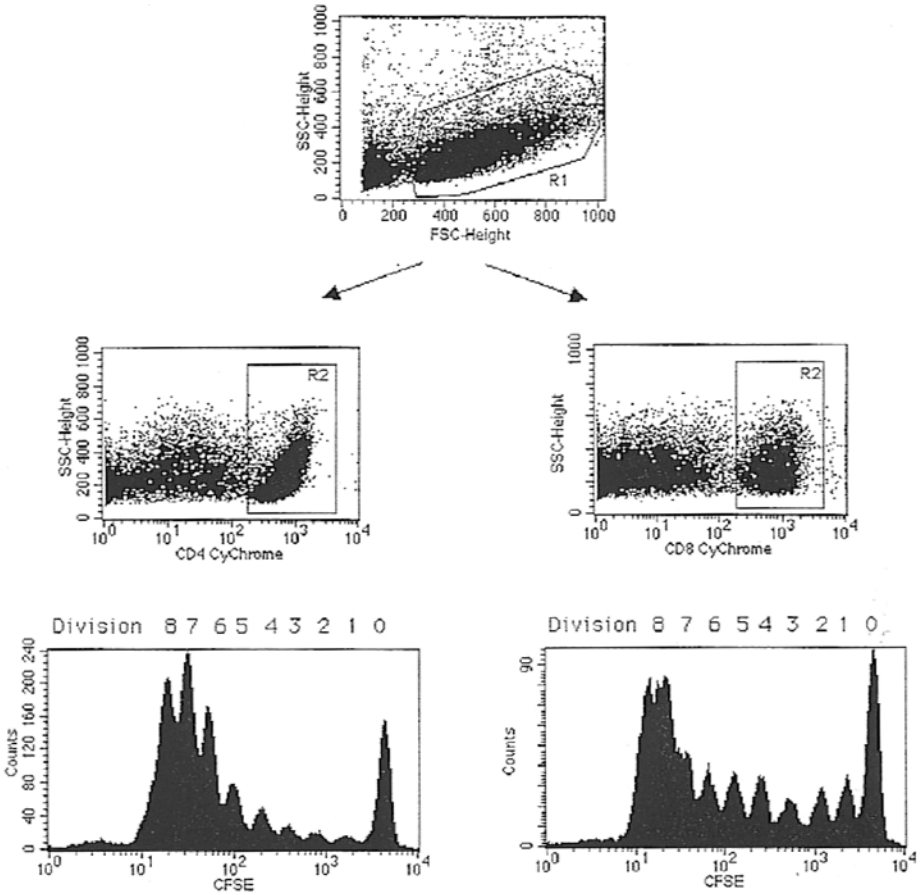 1000
800
600
400
200
0
SSC-Height
R1
0 200 400 600 800 1000
FSC-Height
1000
800
600
400
200
0
SSC-Height
R2
10^0 10^1 10^2 10^3 10^4
CD4 CyChrome
1000
0
SSC-Height
R2
10^0 10^1 10^2 10^3 10^4
CD8 CyChrome
Division 8 7 6 5 4 3 2 1 0
240
200
160
120
80
40
0
Counts
10^0 10^1 10^2 10^3 10^4
CFSE
Division 8 7 6 5 4 3 2 1 0
90
0
Counts
10^0 10^1 10^2 10^3 10^4
CFSE